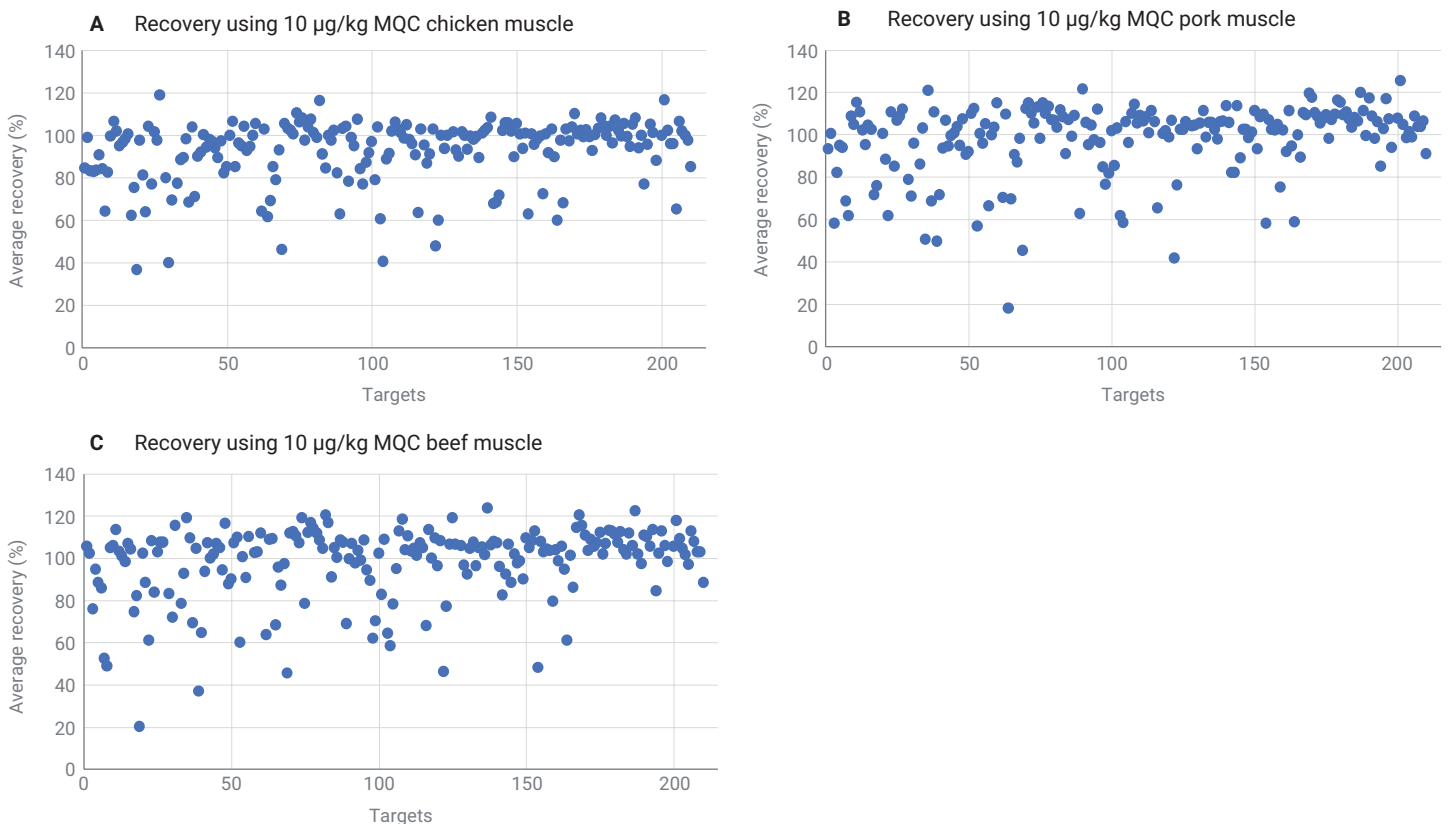 A Recovery using 10 µg/kg MQC chicken muscle
140
120
100
80
60
40
20
0
Average recovery (%)
0 50 100 150 200
Targets
B Recovery using 10 µg/kg MQC pork muscle
140
120
100
80
60
40
20
0
Average recovery (%)
0 50 100 150 200
Targets
C Recovery using 10 µg/kg MQC beef muscle
140
120
100
80
60
40
20
0
Average recovery (%)
0 50 100 150 200
Targets